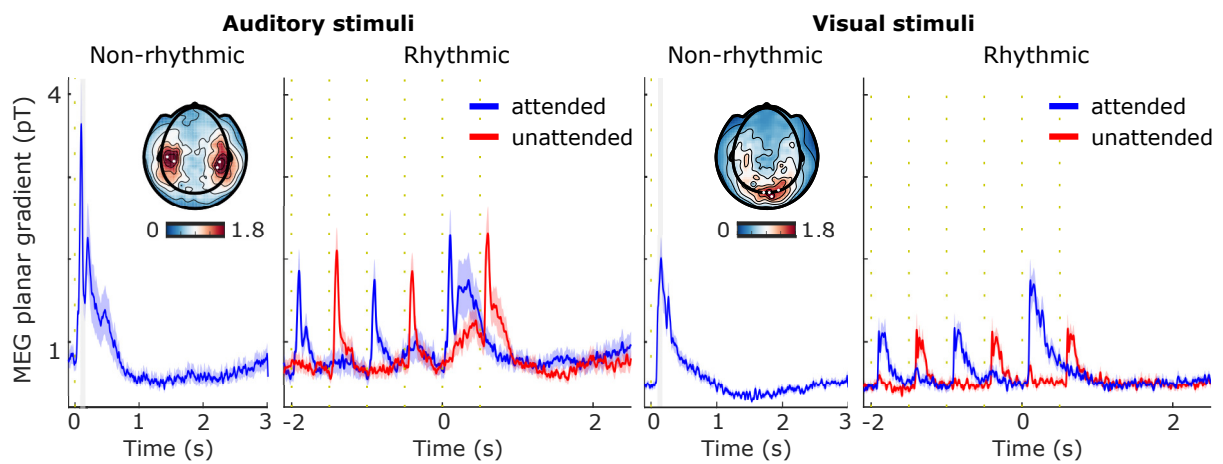 Auditory stimuli
Visual stimuli
Non-rhythmic
Rhythmic
Non-rhythmic
Rhythmic
MEG planar gradient (pT)
4
1
0
1.8
attended
unattended
0
1.8
attended
unattended
0 1 2 3
-2 0 2
0 1 2 3
-2 0 2
Time (s)
Time (s)
Time (s)
Time (s)